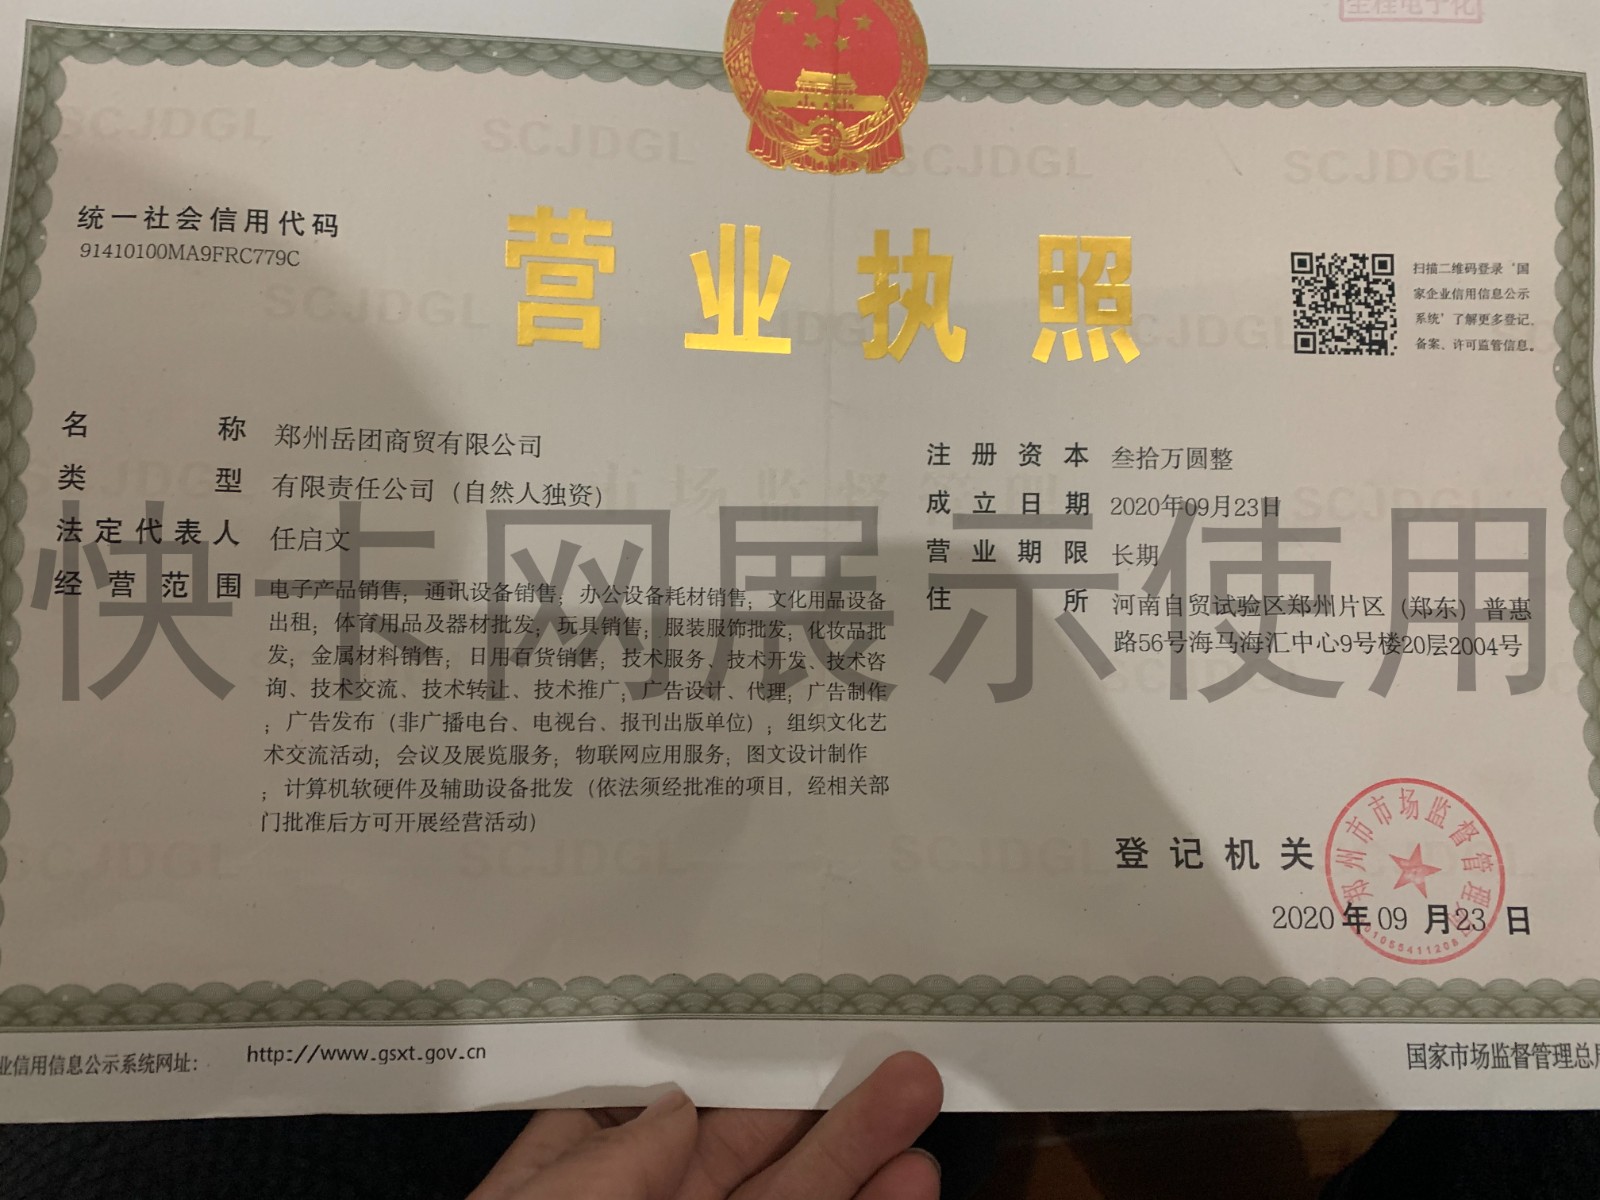 全程电子化
SCJDGL SCJDGL SCJDGL SCJDGL
统一社会信用代码
91410100MA9FRC779C
营业执照
扫描二维码登录‘国
家企业信用信息公示
系统’了解更多登记、
备案、许可监管信息。
名称 郑州岳团商贸有限公司
类型 有限责任公司（自然人独资）
法定代表人 任启文
经营范围 电子产品销售；通讯设备销售；办公设备耗材销售；文化用品设备
出租；体育用品及器材批发；玩具销售；服装服饰批发；化妆品批
发；金属材料销售；日用百货销售；技术服务、技术开发、技术咨
询、技术交流、技术转让、技术推广；广告设计、代理；广告制作
；广告发布（非广播电台、电视台、报刊出版单位）；组织文化艺
术交流活动；会议及展览服务；物联网应用服务；图文设计制作
；计算机软硬件及辅助设备批发（依法须经批准的项目，经相关部
门批准后方可开展经营活动）
注册资本 叁拾万圆整
成立日期 2020年09月23日
营业期限 长期
住所 河南自贸试验区郑州片区（郑东）普惠
路56号海马海汇中心9号楼20层2004号
快卡网展示使用
登记机关
郑州市市场监督管理局
2020年09月23日
业信用信息公示系统网址：
http://www.gsxt.gov.cn
国家市场监督管理总局